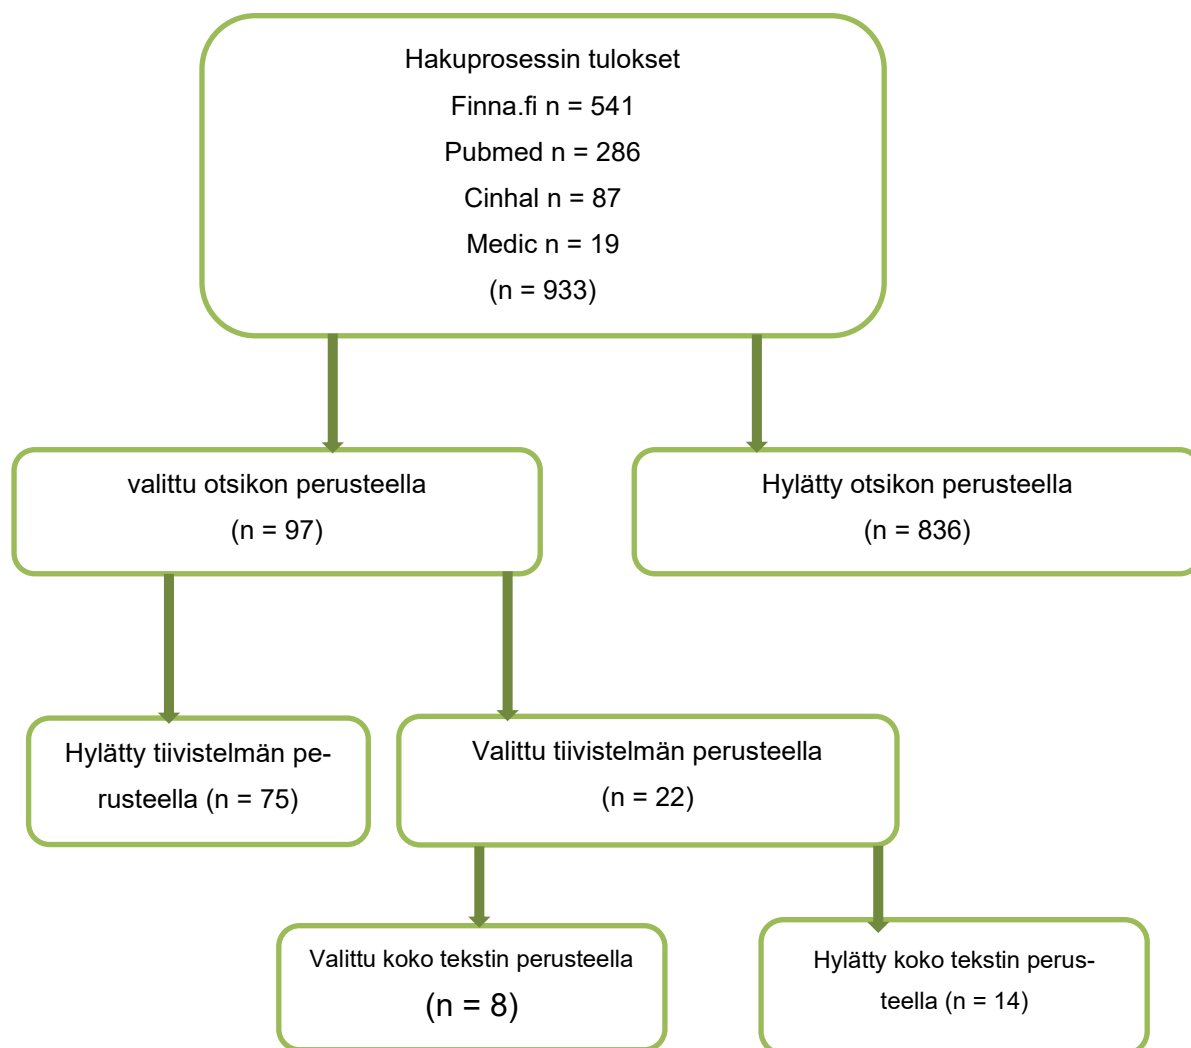 Hakuprosessin tulokset
Finna.fi n = 541
Pubmed n = 286
Cinhal n = 87
Medic n = 19
(n = 933)
valittu otsikon perusteella
(n = 97)
Hylätty otsikon perusteella
(n = 836)
Hylätty tiivistelmän pe-
rusteella (n = 75)
Valittu tiivistelmän perusteella
(n = 22)
Valittu koko tekstin perusteella
(n = 8)
Hylätty koko tekstin perus-
teella (n = 14)